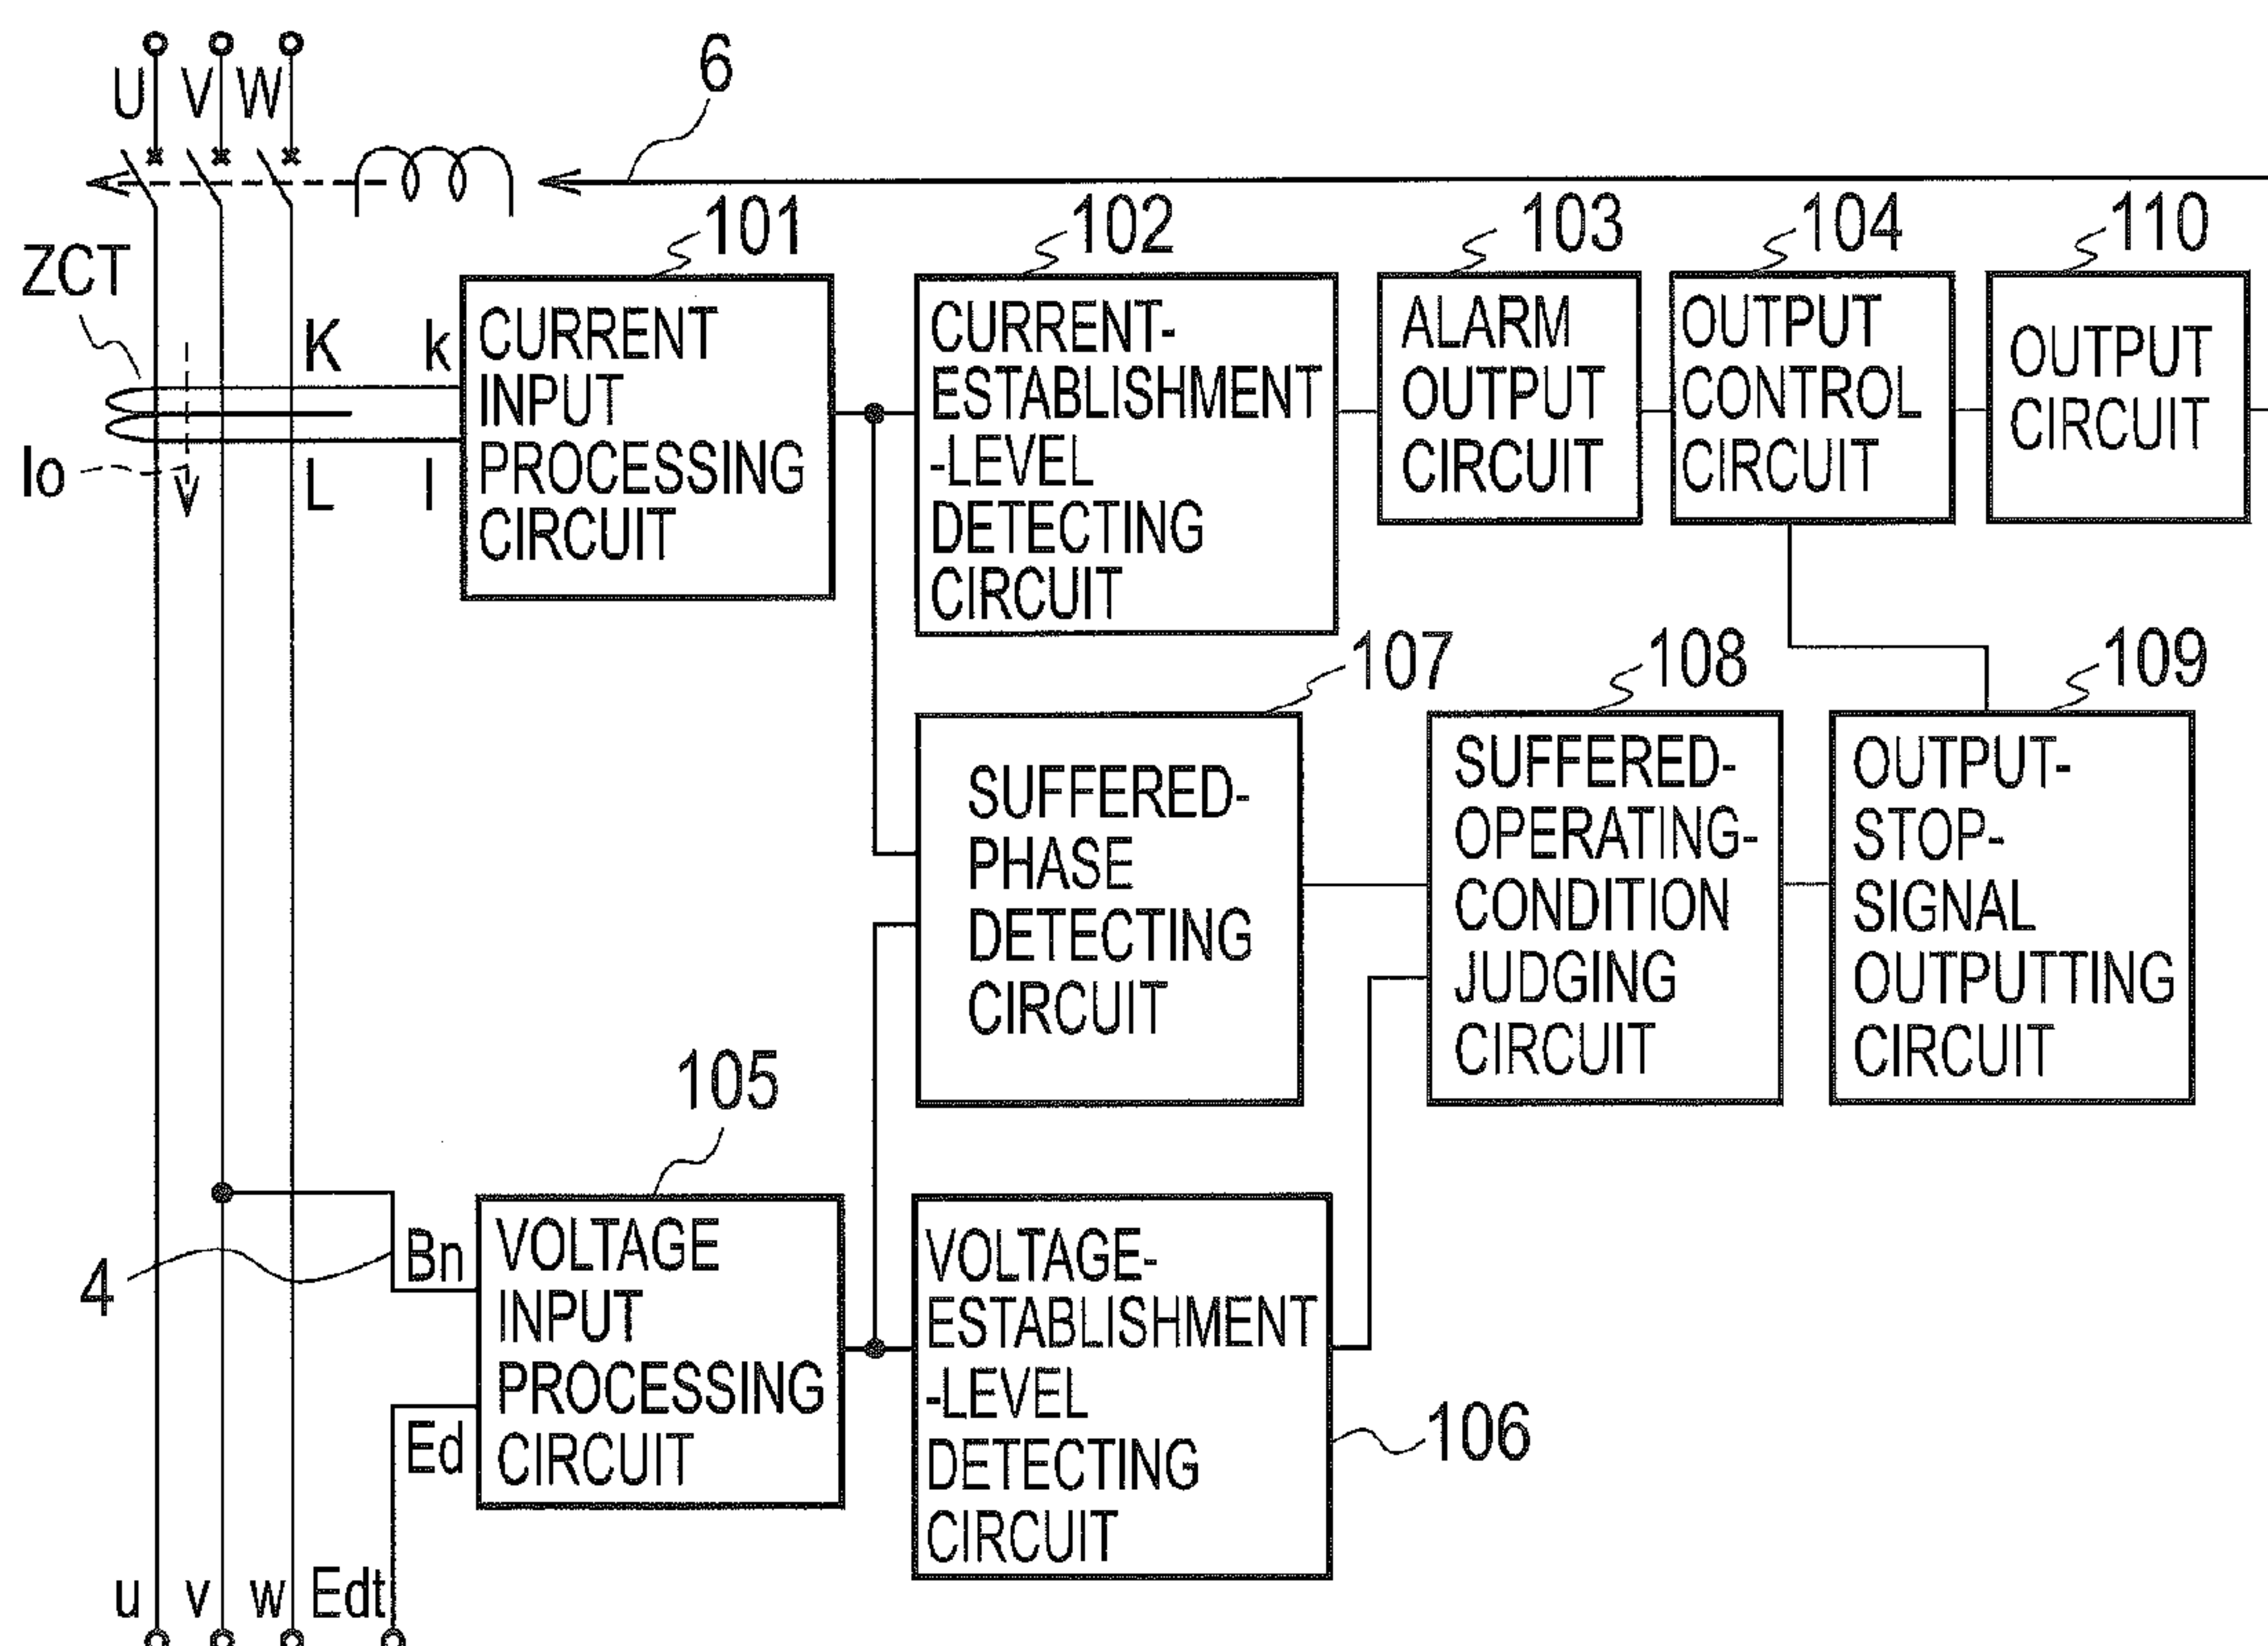 U V W
6
ZCT
K k
L l
Io
101
CURRENT
INPUT
PROCESSING
CIRCUIT
102
CURRENT-
ESTABLISHMENT
-LEVEL
DETECTING
CIRCUIT
103
ALARM
OUTPUT
CIRCUIT
104
OUTPUT
CONTROL
CIRCUIT
110
OUTPUT
CIRCUIT
107
SUFFERED-
PHASE
DETECTING
CIRCUIT
108
SUFFERED-
OPERATING-
CONDITION
JUDGING
CIRCUIT
109
OUTPUT-
STOP-
SIGNAL
OUTPUTTING
CIRCUIT
105
4
Bn
Ed
VOLTAGE
INPUT
PROCESSING
CIRCUIT
VOLTAGE-
ESTABLISHMENT
-LEVEL
DETECTING
CIRCUIT
106
u v w Edt